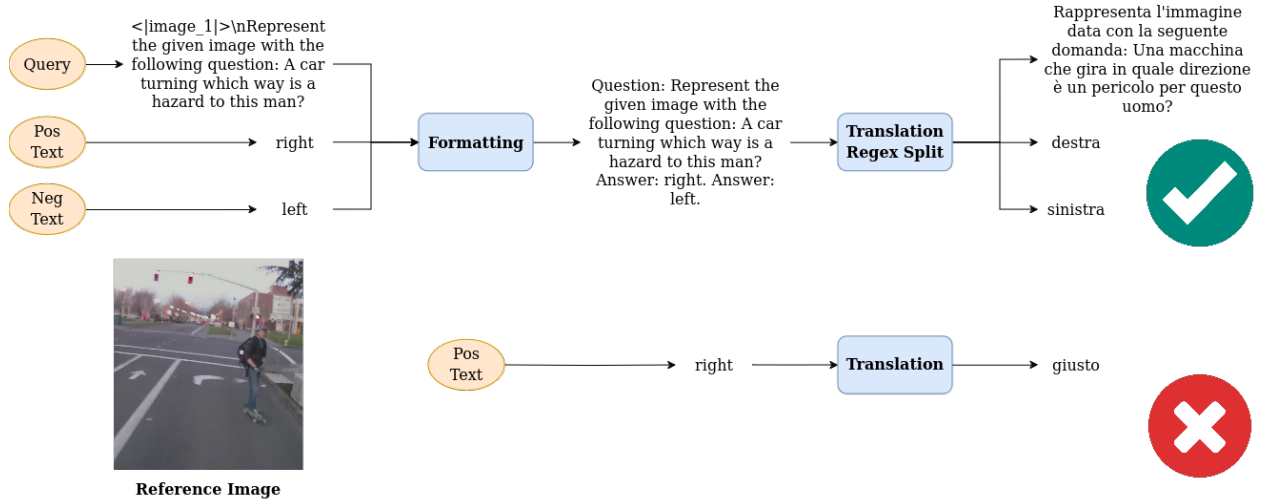 Query
<|image_1|>\nRepresent
the given image with the
following question: A car
turning which way is a
hazard to this man?
Pos
Text
right
Neg
Text
left
Formatting
Question: Represent the
given image with the
following question: A car
turning which way is a
hazard to this man?
Answer: right. Answer:
left.
Translation
Regex Split
Rappresenta l'immagine
data con la seguente
domanda: Una macchina
che gira in quale direzione
è un pericolo per questo
uomo?
destra
sinistra
Reference Image
Pos
Text
right
Translation
giusto